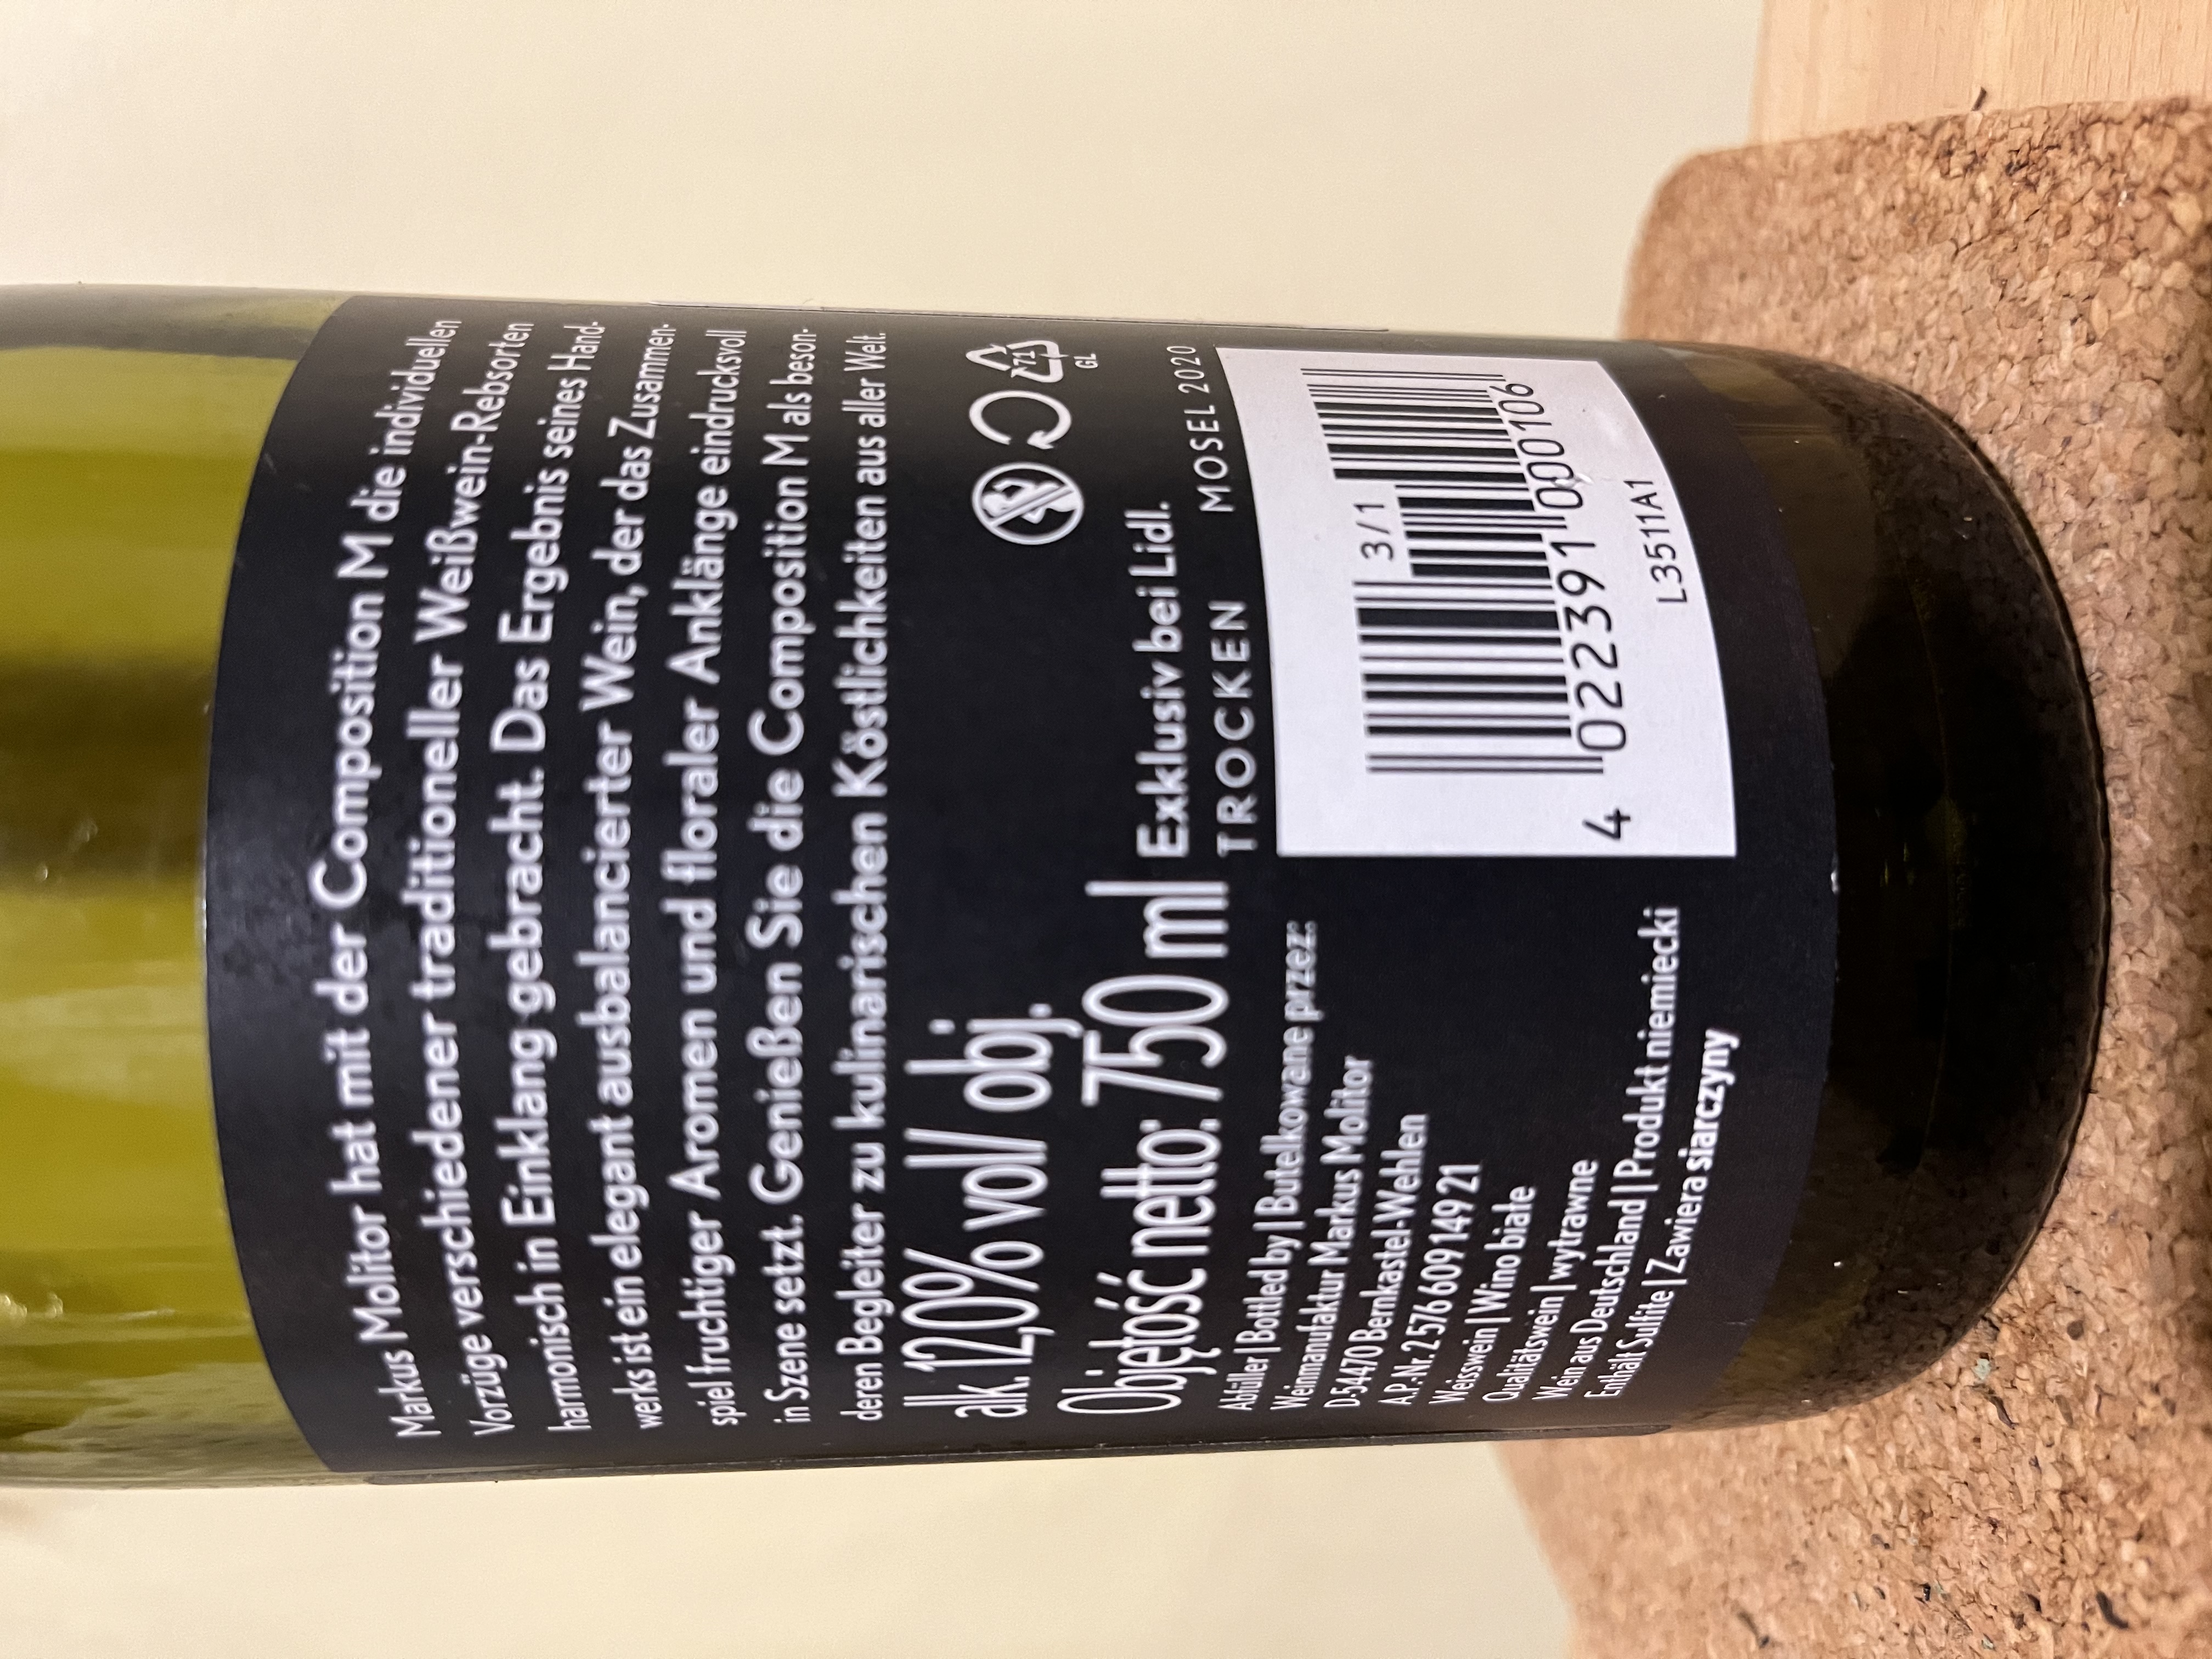 Markus Molitor hat mit der Composition M die individuellen
Vorzüge verschiedener traditioneller Weißwein-Rebsorten
harmonisch in Einklang gebracht. Das Ergebnis seines Hand-
werks ist ein elegant ausbalancierter Wein, der das Zusammen-
spiel fruchtiger Aromen und floraler Anklänge eindrucksvoll
in Szene setzt. Genießen Sie die Composition M als beson-
deren Begleiter zu kulinarischen Köstlichkeiten aus aller Welt.
alk. 12,0% vol/ obj.
Objętość netto: 750 ml
71
GL
Exklusiv bei Lidl.
TROCKEN MOSEL 2020
Abfüller | Bottled by | Butelkowane przez:
Weinmanufaktur Markus Molitor
D-54470 Bernkastel-Wehlen
A.P.-Nr. 2 576 609 149 21
Weisswein | Wino białe
Qualitätswein | wytrawne
Wein aus Deutschland | Produkt niemiecki
Enthält Sulfite | Zawiera siarczyny
3/1
4 022391 000106
L3511A1